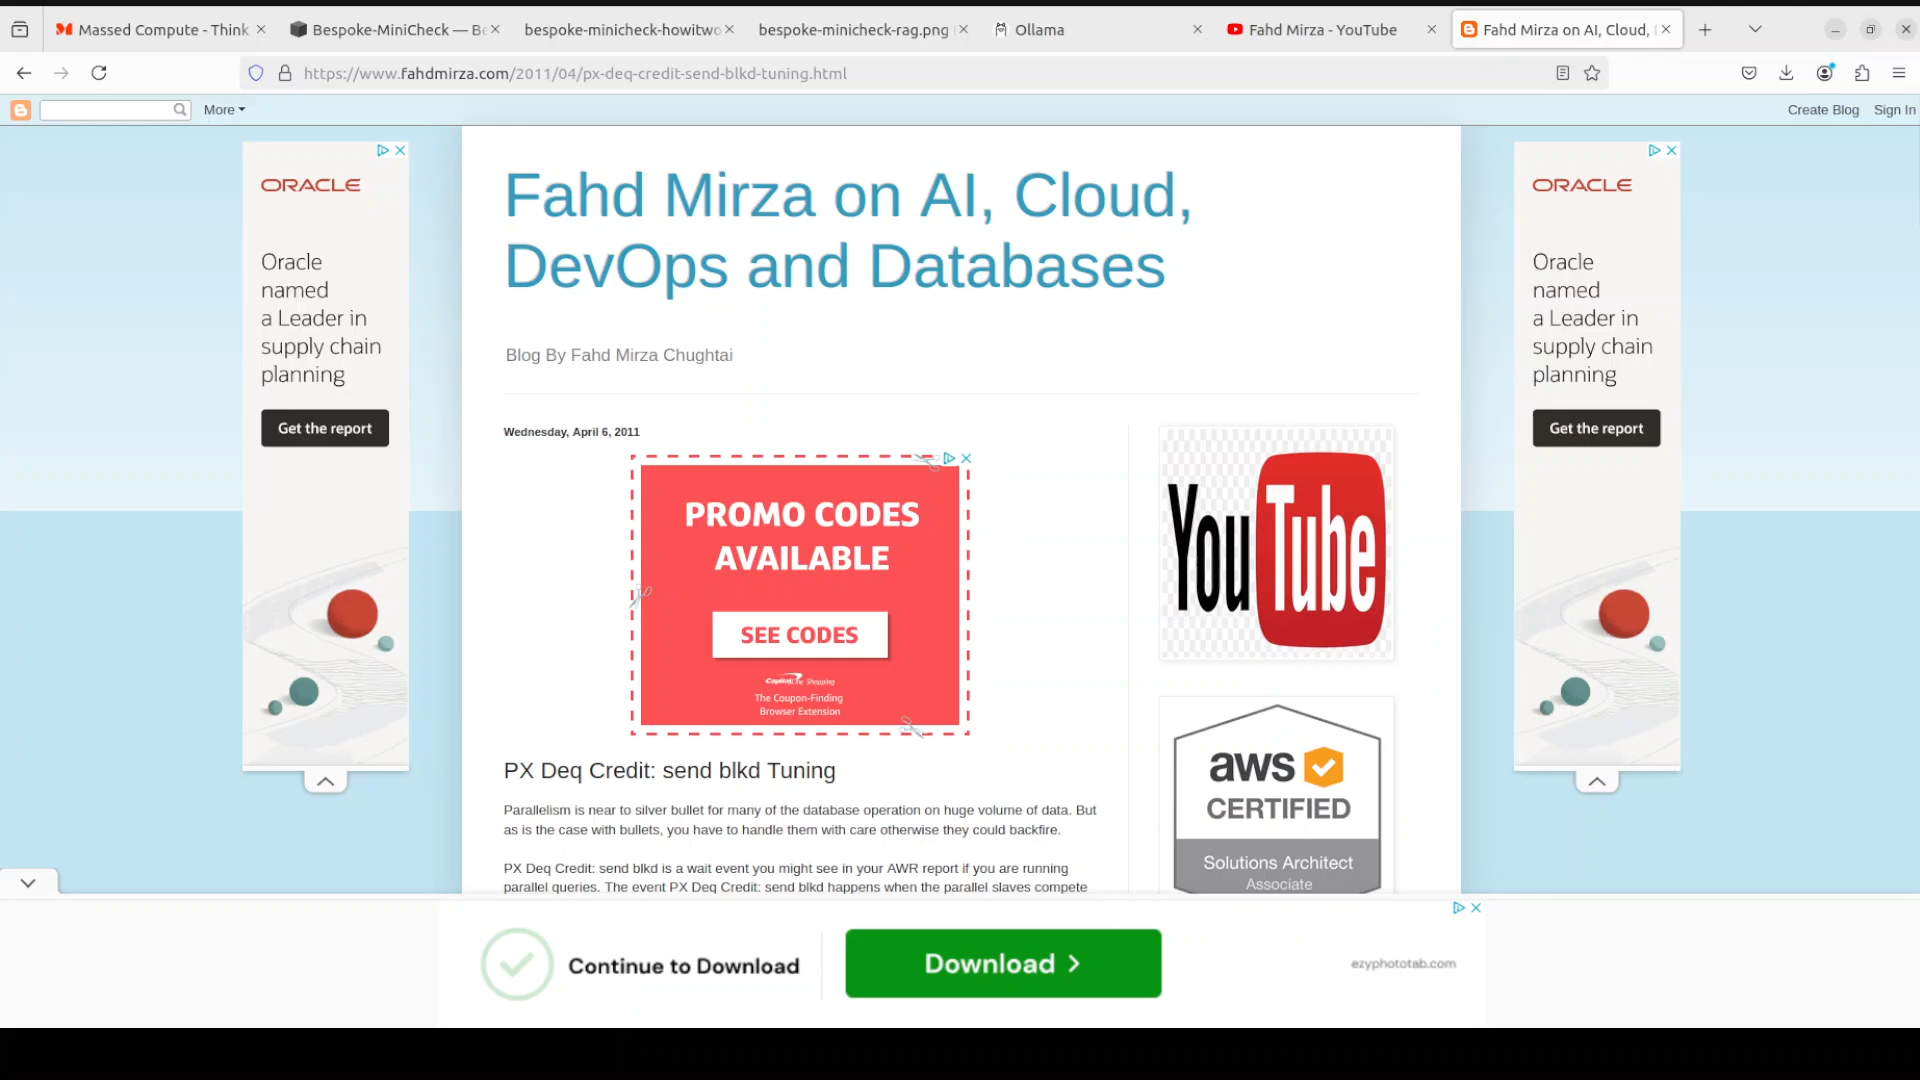 Massed Compute - Think
Bespoke-MiniCheck — Be
bespoke-minicheck-howitwo
bespoke-minicheck-rag.png
Ollama
Fahd Mirza - YouTube
Fahd Mirza on AI, Cloud,
https://www.fahdmirza.com/2011/04/px-deq-credit-send-blkd-tuning.html
More
Create Blog
Sign In
ORACLE
Oracle
named
a Leader in
supply chain
planning
Get the report
Fahd Mirza on AI, Cloud,
DevOps and Databases
Blog By Fahd Mirza Chughtai
Wednesday, April 6, 2011
PROMO CODES
AVAILABLE
SEE CODES
Capital One Shopping
The Coupon-Finding
Browser Extension
PX Deq Credit: send blkd Tuning
Parallelism is near to silver bullet for many of the database operation on huge volume of data. But
as is the case with bullets, you have to handle them with care otherwise they could backfire.
PX Deq Credit: send blkd is a wait event you might see in your AWR report if you are running
parallel queries. The event PX Deq Credit: send blkd happens when the parallel slaves compete
YouTube
aws
CERTIFIED
Solutions Architect
Associate
ORACLE
Oracle
named
a Leader in
supply chain
planning
Get the report
Continue to Download
Download
ezyphototab.com